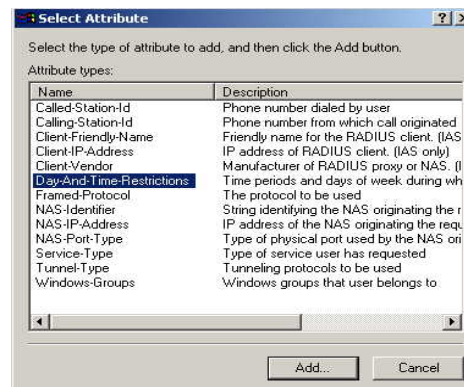 Select Attribute
Select the type of attribute to add, and then click the Add button.
Attribute types:
Name Description
Called-Station-Id Phone number dialed by user
Calling-Station-Id Phone number from which call originated
Client-Friendly-Name Friendly name for the RADIUS client. (IAS
Client-IP-Address IP address of RADIUS client. (IAS only)
Client-Vendor Manufacturer of RADIUS proxy or NAS. (I
Day-And-Time-Restrictions Time periods and days of week during wh
Framed-Protocol The protocol to be used
NAS-Identifier String identifying the NAS originating the r
NAS-IP-Address IP address of the NAS originating the requ
NAS-Port-Type Type of physical port used by the NAS ori
Service-Type Type of service user has requested
Tunnel-Type Tunneling protocols to be used
Windows-Groups Windows groups that user belongs to
Add... Cancel